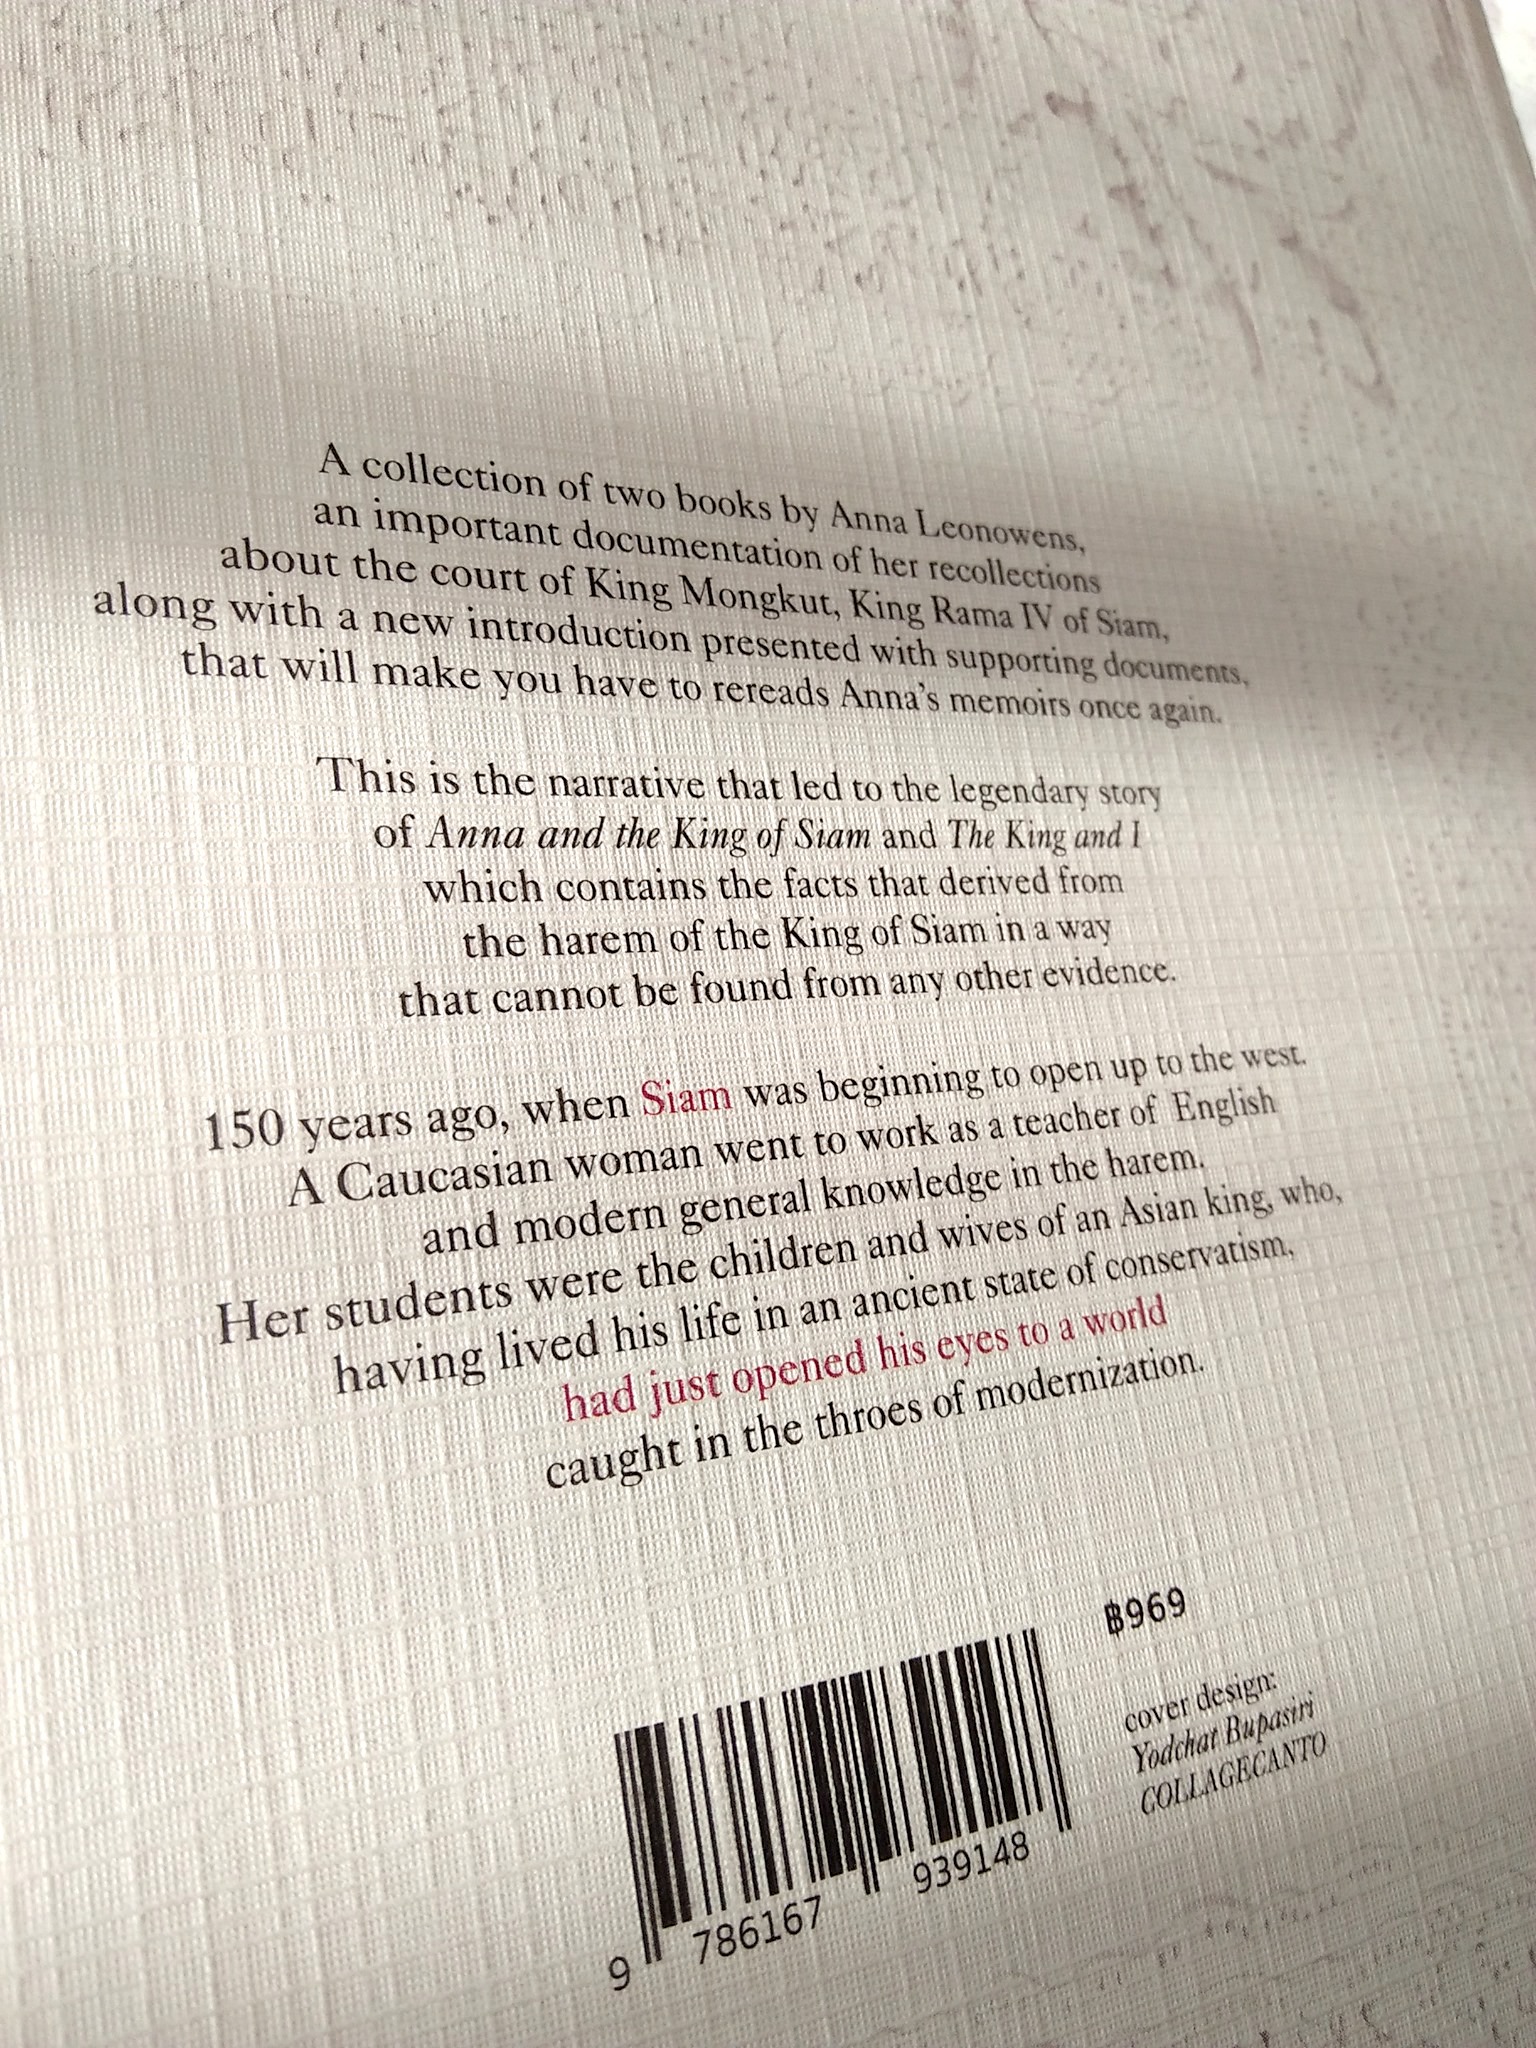 A collection of two books by Anna Leonowens,
an important documentation of her recollections
about the court of King Mongkut, King Rama IV of Siam,
along with a new introduction presented with supporting documents,
that will make you have to rereads Anna’s memoirs once again.
This is the narrative that led to the legendary story
of Anna and the King of Siam and The King and I
which contains the facts that derived from
the harem of the King of Siam in a way
that cannot be found from any other evidence.
150 years ago, when Siam was beginning to open up to the west.
A Caucasian woman went to work as a teacher of English
and modern general knowledge in the harem.
Her students were the children and wives of an Asian king, who,
having lived his life in an ancient state of conservatism,
had just opened his eyes to a world
caught in the throes of modernization.
฿969
cover design:
Yodchat Bupasiri
COLLAGECANTO
9 786167 939148